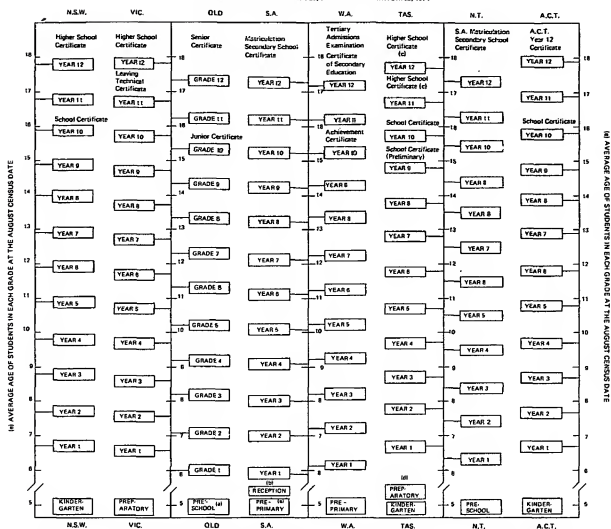 N.S.W. VIC. QLD S.A. W.A. TAS. N.T. A.C.T.
Higher School Certificate
YEAR 12
YEAR 11
School Certificate
YEAR 10
YEAR 9
YEAR 8
YEAR 7
YEAR 6
YEAR 5
YEAR 4
YEAR 3
YEAR 2
YEAR 1
KINDER-GARTEN
Higher School Certificate
YEAR 12
Leaving Technical Certificate
YEAR 11
YEAR 10
YEAR 9
YEAR 8
YEAR 7
YEAR 6
YEAR 5
YEAR 4
YEAR 3
YEAR 2
YEAR 1
PREP-ARATORY
Senior Certificate
GRADE 12
GRADE 11
Junior Certificate
GRADE 10
GRADE 9
GRADE 8
GRADE 7
GRADE 6
GRADE 5
GRADE 4
GRADE 3
GRADE 2
GRADE 1
PRE-SCHOOL (a)
Matriculation Secondary School Certificate
YEAR 12
YEAR 11
YEAR 10
YEAR 9
YEAR 8
YEAR 7
YEAR 6
YEAR 5
YEAR 4
YEAR 3
YEAR 2
YEAR 1
(b)
RECEPTION
PRE-PRIMARY
Tertiary Admissions Examination
Certificate of Secondary Education
YEAR 12
YEAR 11
Achievement Certificate
YEAR 10
YEAR 9
YEAR 8
YEAR 7
YEAR 6
YEAR 5
YEAR 4
YEAR 3
YEAR 2
YEAR 1
PRE-PRIMARY
Higher School Certificate (c)
YEAR 12
Higher School Certificate (c)
YEAR 11
School Certificate
YEAR 10
School Certificate (Preliminary)
YEAR 9
YEAR 8
YEAR 7
YEAR 6
YEAR 5
YEAR 4
YEAR 3
YEAR 2
YEAR 1
(d)
PREP-ARATORY
KINDER-GARTEN
S.A. Matriculation Secondary School Certificate
YEAR 12
YEAR 11
YEAR 10
YEAR 9
YEAR 8
YEAR 7
YEAR 6
YEAR 5
YEAR 4
YEAR 3
YEAR 2
YEAR 1
PRE-SCHOOL
A.C.T. Year 12 Certificate
YEAR 12
YEAR 11
School Certificate
YEAR 10
YEAR 9
YEAR 8
YEAR 7
YEAR 6
YEAR 5
YEAR 4
YEAR 3
YEAR 2
YEAR 1
KINDER-GARTEN
(e) AVERAGE AGE OF STUDENTS IN EACH GRADE AT THE AUGUST CENSUS DATE
18
17
16
15
14
13
12
11
10
9
8
7
6
5
(e) AVERAGE AGE OF STUDENTS IN EACH GRADE AT THE AUGUST CENSUS DATE
N.S.W. VIC. QLD S.A. W.A. TAS. N.T. A.C.T.